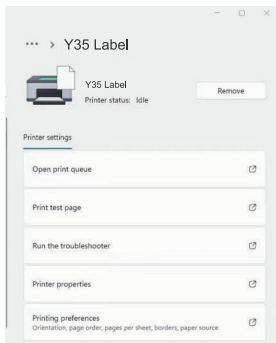 ··· > Y35 Label
Y35 Label
Printer status: Idle
Remove
Printer settings
Open print queue
Print test page
Run the troubleshooter
Printer properties
Printing preferences
Orientation, page order, pages per sheet, borders, paper source